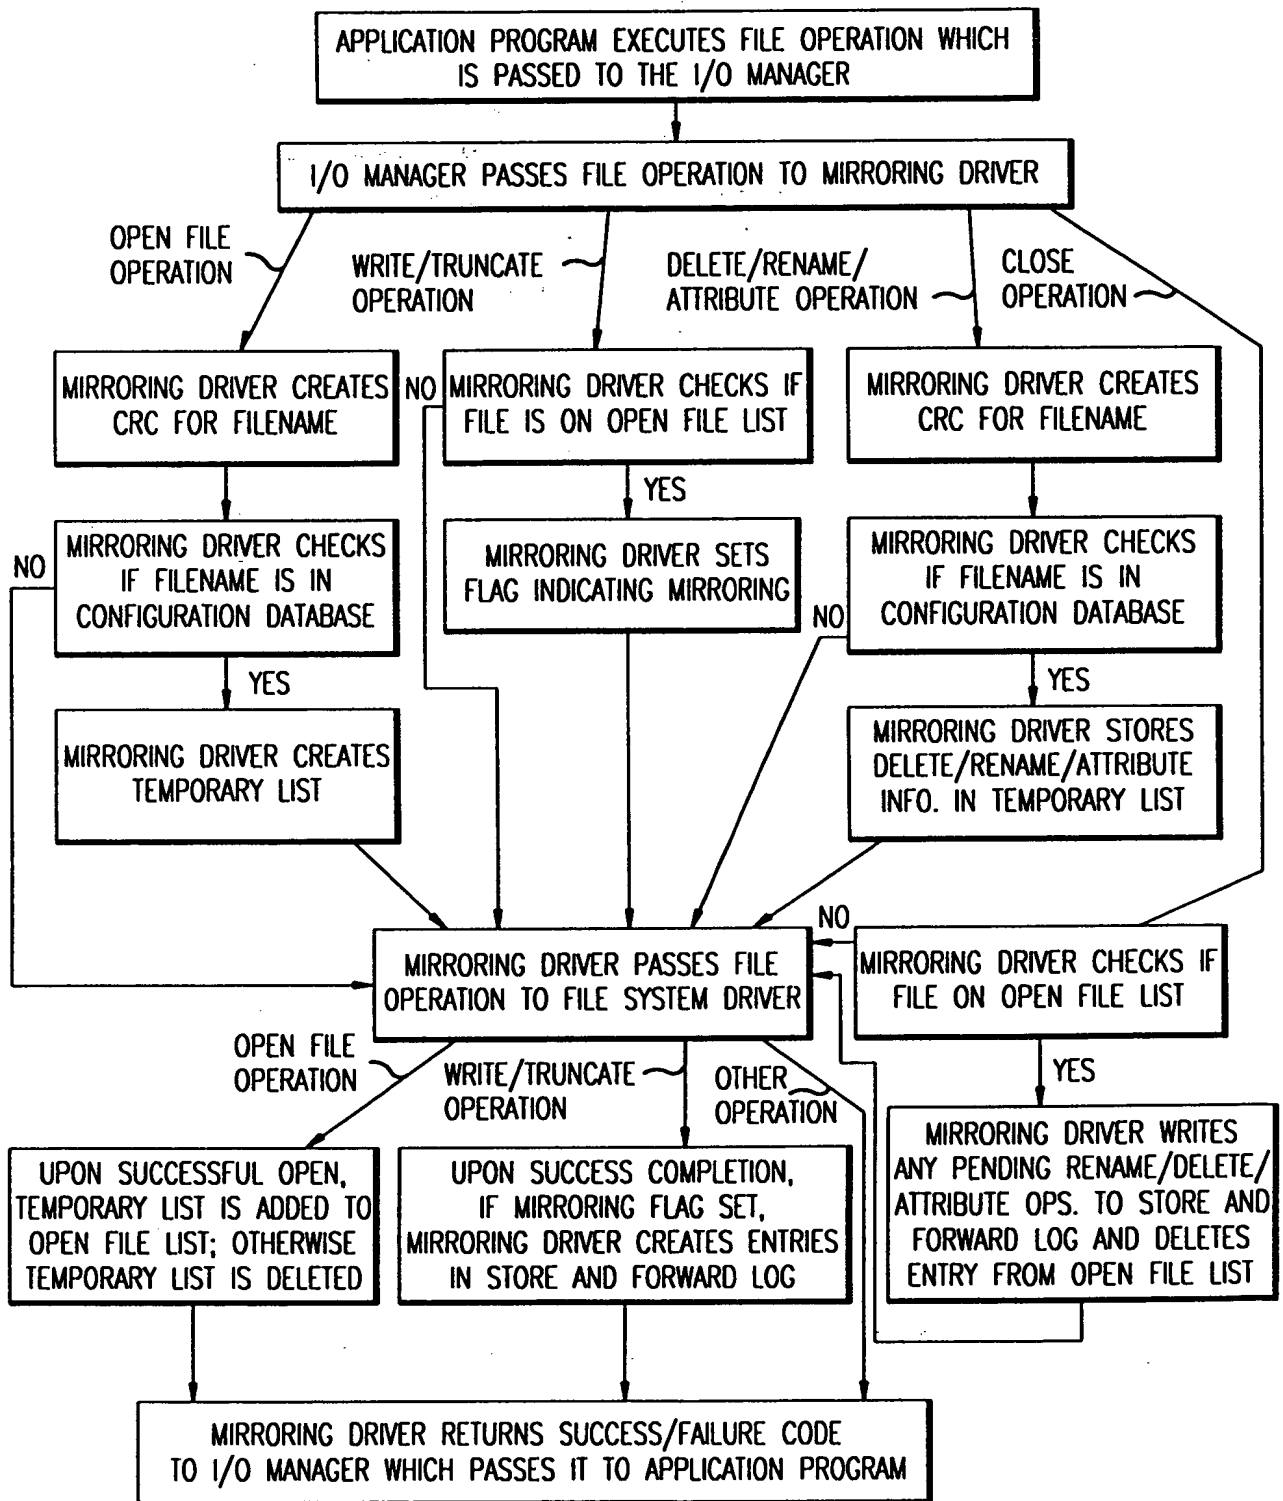 APPLICATION PROGRAM EXECUTES FILE OPERATION WHICH
IS PASSED TO THE I/O MANAGER
I/O MANAGER PASSES FILE OPERATION TO MIRRORING DRIVER
OPEN FILE
OPERATION
WRITE/TRUNCATE
OPERATION
DELETE/RENAME/
ATTRIBUTE OPERATION
CLOSE
OPERATION
MIRRORING DRIVER CREATES
CRC FOR FILENAME
NO
MIRRORING DRIVER CHECKS IF
FILE IS ON OPEN FILE LIST
MIRRORING DRIVER CREATES
CRC FOR FILENAME
YES
NO
MIRRORING DRIVER CHECKS
IF FILENAME IS IN
CONFIGURATION DATABASE
MIRRORING DRIVER SETS
FLAG INDICATING MIRRORING
NO
MIRRORING DRIVER CHECKS
IF FILENAME IS IN
CONFIGURATION DATABASE
YES
YES
MIRRORING DRIVER CREATES
TEMPORARY LIST
MIRRORING DRIVER STORES
DELETE/RENAME/ATTRIBUTE
INFO. IN TEMPORARY LIST
MIRRORING DRIVER PASSES FILE
OPERATION TO FILE SYSTEM DRIVER
NO
MIRRORING DRIVER CHECKS IF
FILE ON OPEN FILE LIST
OPEN FILE
OPERATION
WRITE/TRUNCATE
OPERATION
OTHER
OPERATION
YES
UPON SUCCESSFUL OPEN,
TEMPORARY LIST IS ADDED TO
OPEN FILE LIST; OTHERWISE
TEMPORARY LIST IS DELETED
UPON SUCCESS COMPLETION,
IF MIRRORING FLAG SET,
MIRRORING DRIVER CREATES ENTRIES
IN STORE AND FORWARD LOG
MIRRORING DRIVER WRITES
ANY PENDING RENAME/DELETE/
ATTRIBUTE OPS. TO STORE AND
FORWARD LOG AND DELETES
ENTRY FROM OPEN FILE LIST
MIRRORING DRIVER RETURNS SUCCESS/FAILURE CODE
TO I/O MANAGER WHICH PASSES IT TO APPLICATION PROGRAM